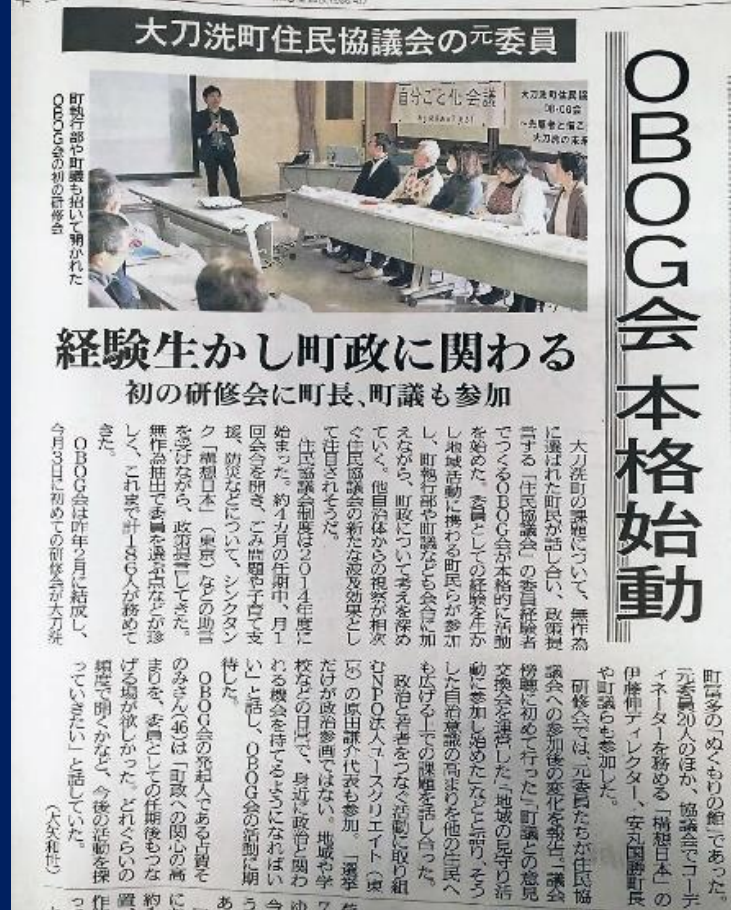 大刀洗町住民協議会の元委員
OBOG会 本格始動
自分ごと化会議
大刀洗町住民協
OB・OG会
大刀洗の未来
町執行部や町議も招いて開かれた
OBOG会の初の研修会
経験生かし町政に関わる
初の研修会に町長、町議も参加
大刀洗町の課題について、無作為
に選ばれた町民が話し合い、政策提
言する「住民協議会」の委員経験者
でつくるOBOG会が本格的に活動
を始めた。委員としての経験を生か
し地域活動に携わる町民らが参加
し、町執行部や町議なども会合に加
えながら、町政について考えを深め
ていく。他自治体からの視察が相次
ぐ住民協議会の新たな波及効果とし
て注目されそうだ。
住民協議会制度は2014年度に
始まった。約4カ月の任期中、月1
回会合を開き、ごみ問題や子育て支
援、防災などについて、シンクタン
ク「構想日本」(東京)などの助言
を受けながら、政策提言してきた。
無作為抽出で委員を選ぶ点などが珍
しく、これまで計186人が務めて
きた。
OBOG会は昨年2月に結成し、
今月3日に初めての研修会が大刀洗
町冨多の「ぬくもりの館」であった。
元委員20人のほか、協議会でコーデ
ィネーターを務める「構想日本」の
伊藤伸ディレクター、安丸国勝町長
や町議らも参加した。
研修会では、元委員たちが住民協
議会への参加後の変化を報告。「議会
傍聴に初めて行った」「町議との意見
交換会を運営した」「地域の見守り活
動に参加し始めた」などと語り、そう
した自治意識の高まりを他の住民へ
も広げる上での課題を話し合った。
政治と若者をつなぐ活動に取り組
むNPO法人ユースクリエイト(東
京)の原田謙介代表も参加。「選挙
だけが政治参画ではない。地域や学
校などの日常で、身近に政治と関わ
れる機会を持てるようになればい
い」と話し、OBOG会の活動に期
待した。
OBOG会の発起人である占賀そ
のみさん(46)は「町政への関心の高
まりを、委員としての任期後もつな
げる場が欲しかった。どれぐらいの
頻度で開くかなど、今後の活動を探
っていきたい」と話していた。
(大矢和世)